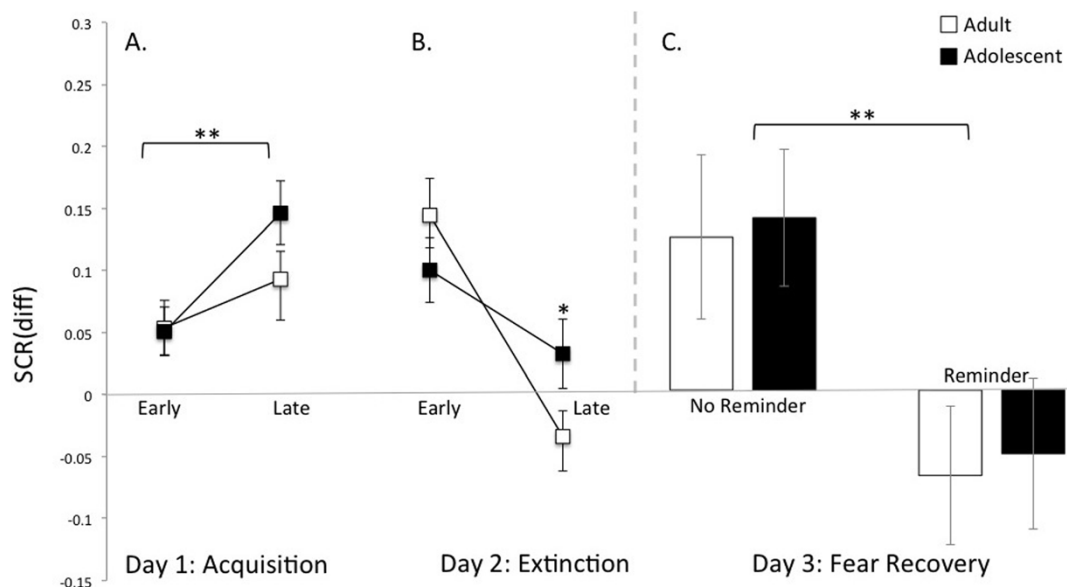 0.3
0.25
0.2
0.15
0.1
0.05
0
-0.05
-0.1
-0.15
SCR(diff)
A.
**
Early
Late
Day 1: Acquisition
B.
*
Early
Late
Day 2: Extinction
C.
Adult
Adolescent
**
No Reminder
Reminder
Day 3: Fear Recovery